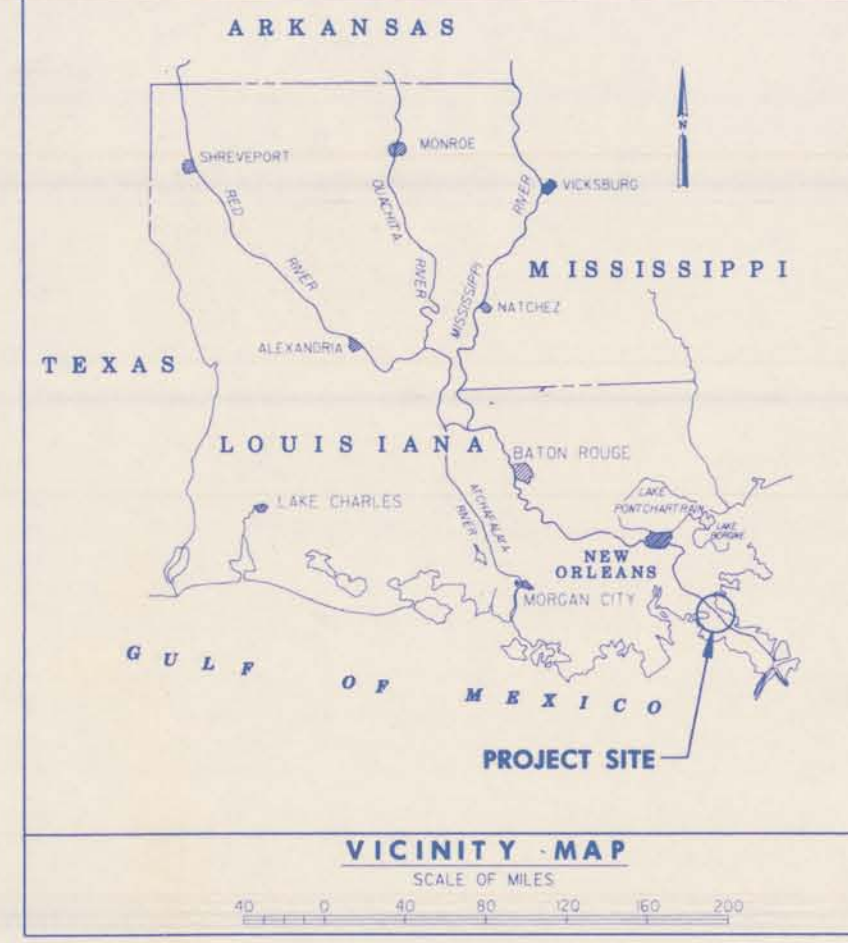 ARKANSAS
SHREVEPORT
MONROE
VICKSBURG
RED
RIVER
OUACHITA
RIVER
MISSISSIPPI
RIVER
N
MISSISSIPPI
NATCHEZ
ALEXANDRIA
TEXAS
LOUISIANA
BATON ROUGE
LAKE CHARLES
ATCHAFALAYA
RIVER
LAKE
PONTCHARTRAIN
LAKE
BORGNE
NEW
ORLEANS
MORGAN CITY
GULF OF MEXICO
PROJECT SITE
VICINITY MAP
SCALE OF MILES
40 0 40 80 120 160 200